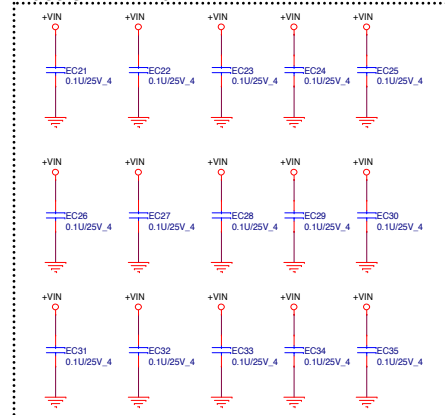 +VIN +VIN +VIN +VIN +VIN
EC21 EC22 EC23 EC24 EC25
0.1U/25V_4 0.1U/25V_4 0.1U/25V_4 0.1U/25V_4 0.1U/25V_4
+VIN +VIN +VIN +VIN +VIN
EC26 EC27 EC28 EC29 EC30
0.1U/25V_4 0.1U/25V_4 0.1U/25V_4 0.1U/25V_4 0.1U/25V_4
+VIN +VIN +VIN +VIN +VIN
EC31 EC32 EC33 EC34 EC35
0.1U/25V_4 0.1U/25V_4 0.1U/25V_4 0.1U/25V_4 0.1U/25V_4